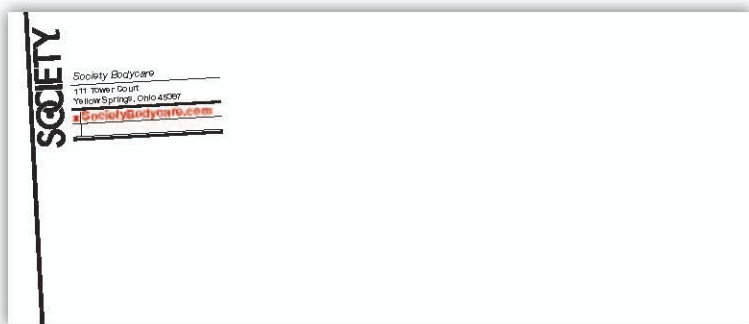 SOCIETY
Society Bodycare
111 Tower Court
Yellow Springs, Ohio 45387
SocietyBodycare.com